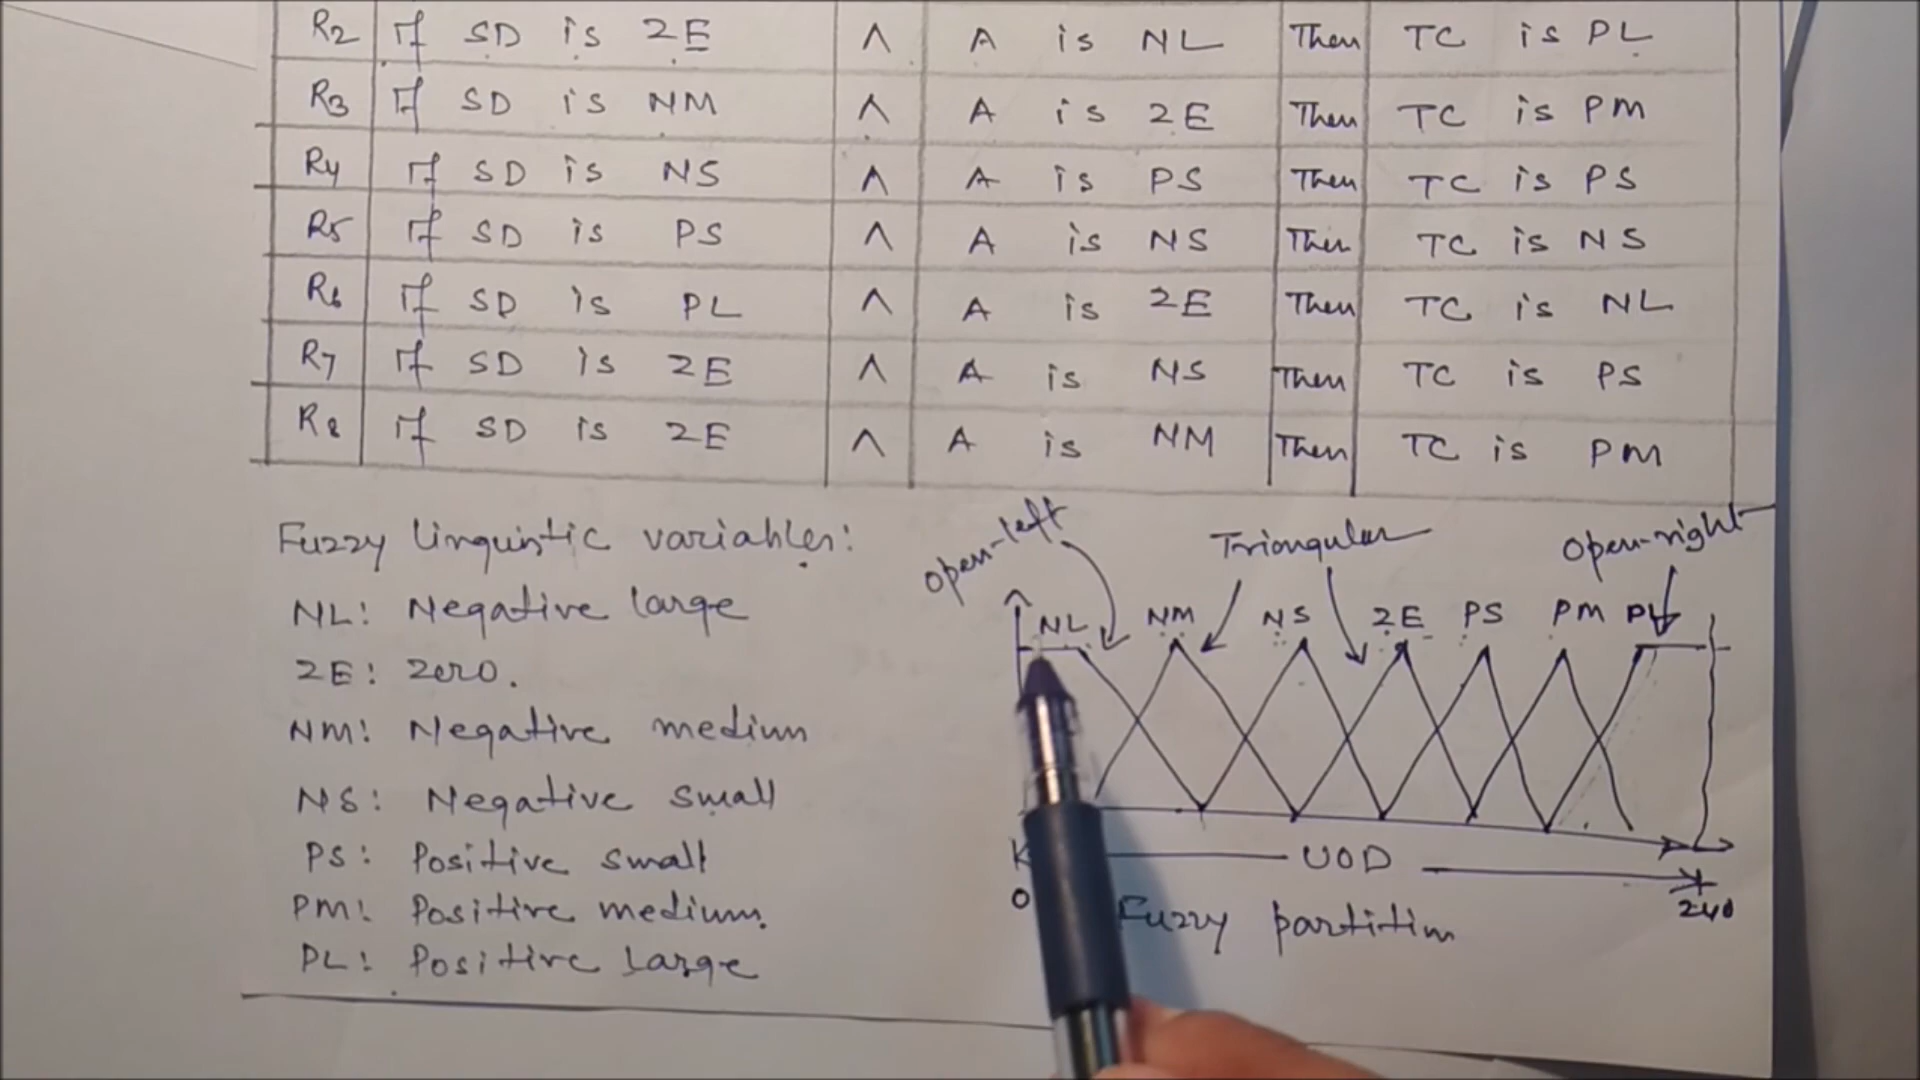 R2 If SD is ZE ∧ A is NL Then TC is PL
R3 If SD is NM ∧ A is ZE Then TC is PM
R4 If SD is NS ∧ A is PS Then TC is PS
R5 If SD is PS ∧ A is NS Then TC is NS
R6 If SD is PL ∧ A is ZE Then TC is NL
R7 If SD is ZE ∧ A is NS Then TC is PS
R8 If SD is ZE ∧ A is NM Then TC is PM
Fuzzy linguistic variables:
NL: Negative large
ZE: Zero.
NM: Negative medium
NS: Negative small
PS: Positive small
PM: Positive medium.
PL: Positive Large
Open-left Triangular Open-right
NL NM NS ZE PS PM PL
UOD
0 240
Fuzzy partition